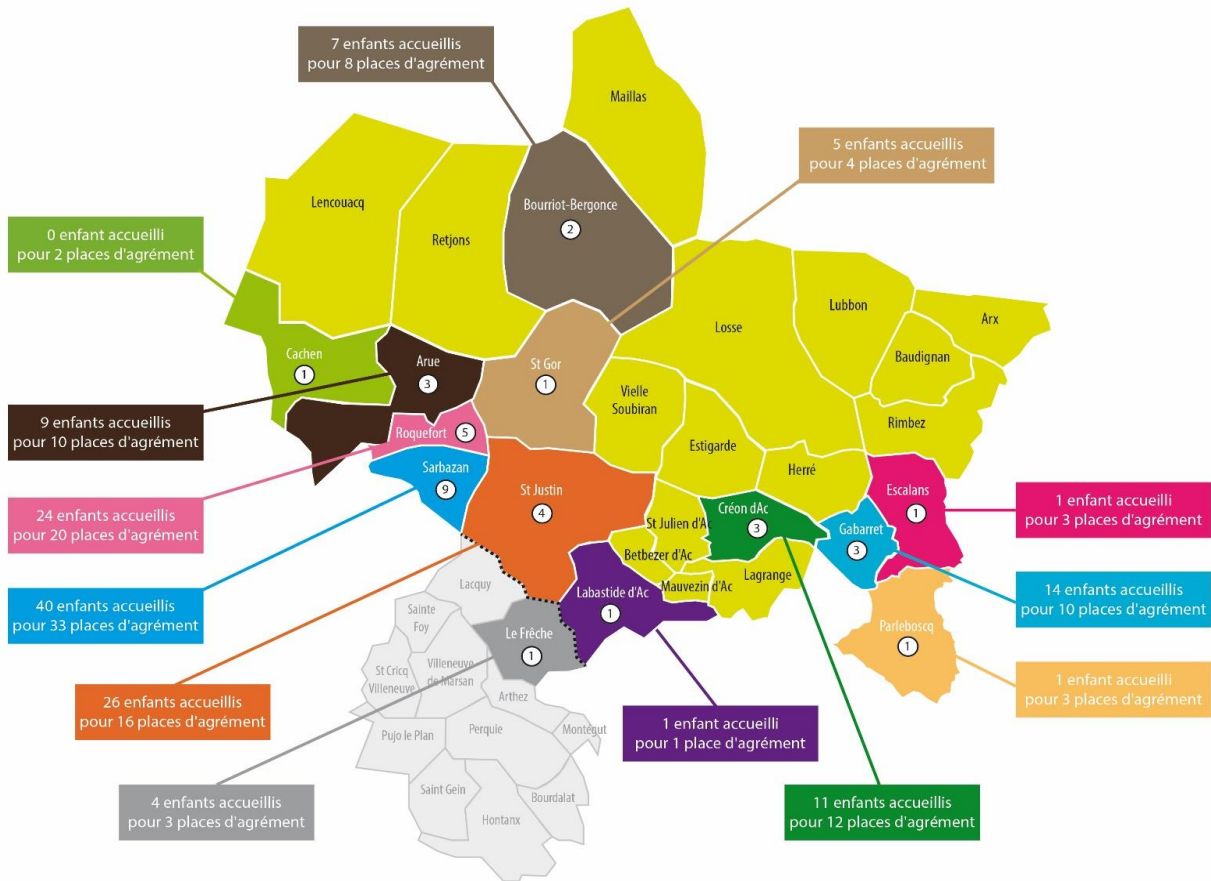 7 enfants accueillis
pour 8 places d'agrément
Maillas
5 enfants accueillis
pour 4 places d'agrément
Lencouacq
Bourriot-Bergonce
2
Retjons
0 enfant accueilli
pour 2 places d'agrément
Lubbon
Arx
Losse
Baudignan
Cachen
1
Arue
3
St Gor
1
Vielle
Soubiran
9 enfants accueillis
pour 10 places d'agrément
Rimbez
Roquefort
5
Estigarde
Sarbazan
9
Herré
St Justin
4
Escalans
1
24 enfants accueillis
pour 20 places d'agrément
1 enfant accueilli
pour 3 places d'agrément
Créon d'Ac
3
St Julien d'Ac
Gabarret
3
Betbezer d'Ac
Lagrange
Mauvezin d'Ac
Lacquy
Labastide d'Ac
1
40 enfants accueillis
pour 33 places d'agrément
14 enfants accueillis
pour 10 places d'agrément
Sainte
Foy
Le Frêche
1
Parleboscq
1
St Cricq
Villeneuve
Villeneuve
de Marsan
26 enfants accueillis
pour 16 places d'agrément
Arthez
1 enfant accueilli
pour 3 places d'agrément
Pujo le Plan
Perquie
Montégut
1 enfant accueilli
pour 1 place d'agrément
4 enfants accueillis
pour 3 places d'agrément
Saint Gein
Bourdalat
Hontanx
11 enfants accueillis
pour 12 places d'agrément